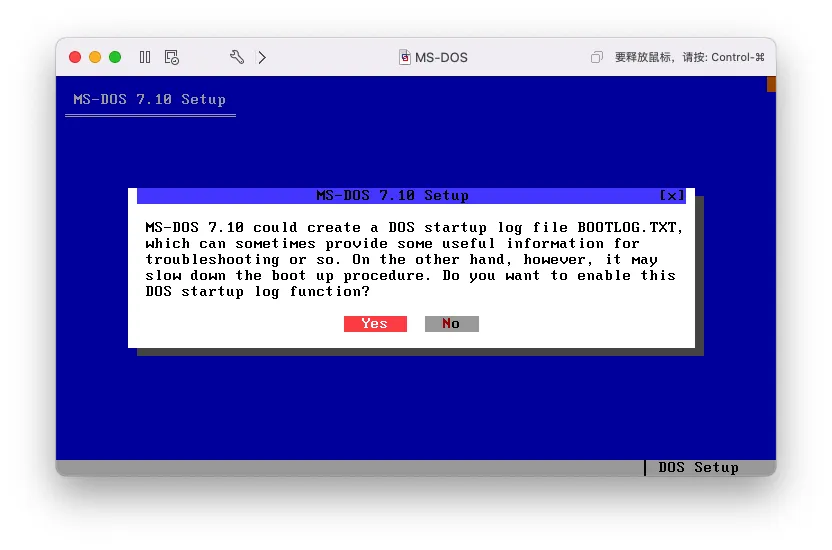 MS-DOS
要释放鼠标，请按: Control-⌘
MS-DOS 7.10 Setup
MS-DOS 7.10 Setup
[x]
MS-DOS 7.10 could create a DOS startup log file BOOTLOG.TXT,
which can sometimes provide some useful information for
troubleshooting or so. On the other hand, however, it may
slow down the boot up procedure. Do you want to enable this
DOS startup log function?
Yes
No
DOS Setup